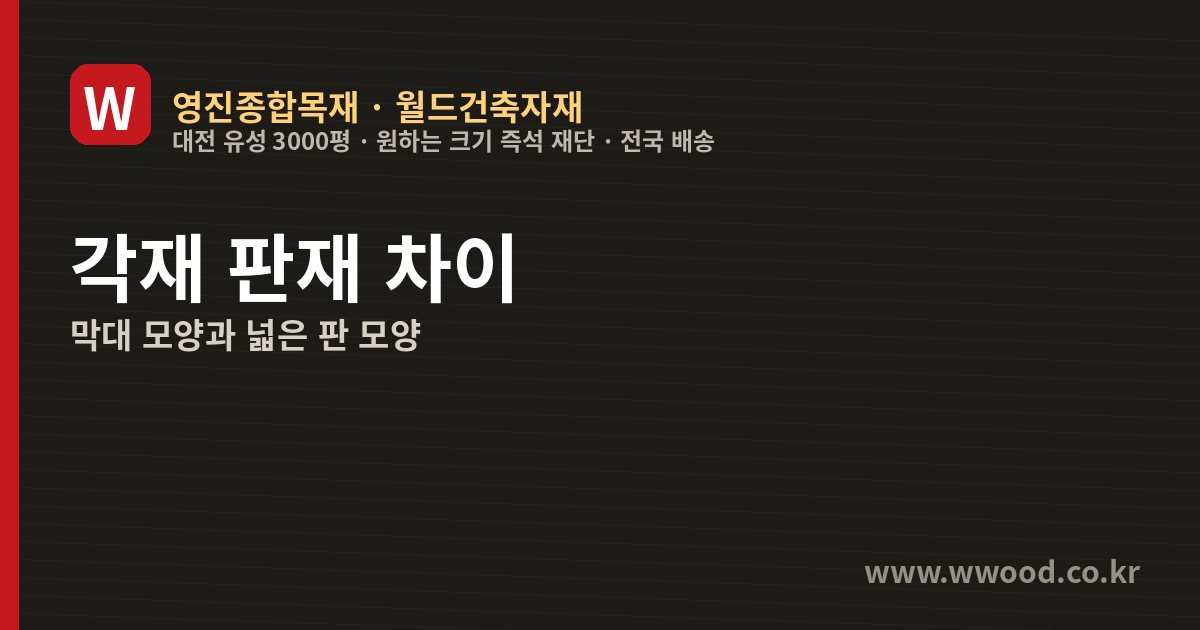 W
영진종합목재 · 월드건축자재
대전 유성 3000평 · 원하는 크기 즉석 재단 · 전국 배송
각재 판재 차이
막대 모양과 넓은 판 모양
www.wwood.co.kr